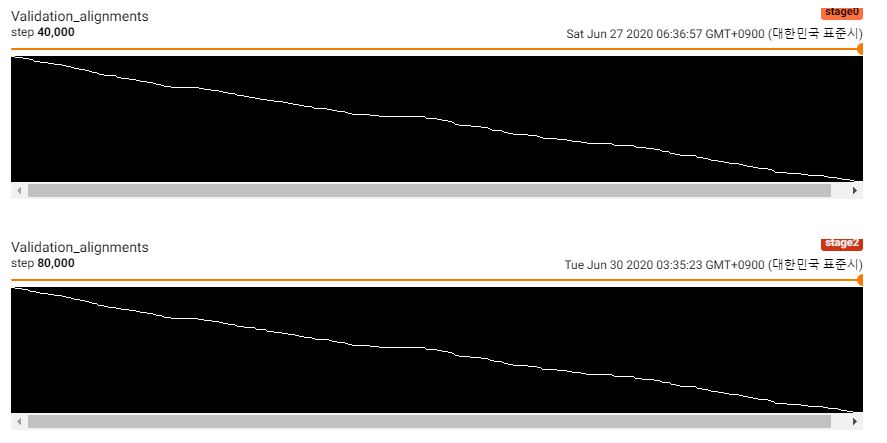 stage0
Validation_alignments
step 40,000
Sat Jun 27 2020 06:36:57 GMT+0900 (대한민국 표준시)
stage2
Validation_alignments
step 80,000
Tue Jun 30 2020 03:35:23 GMT+0900 (대한민국 표준시)